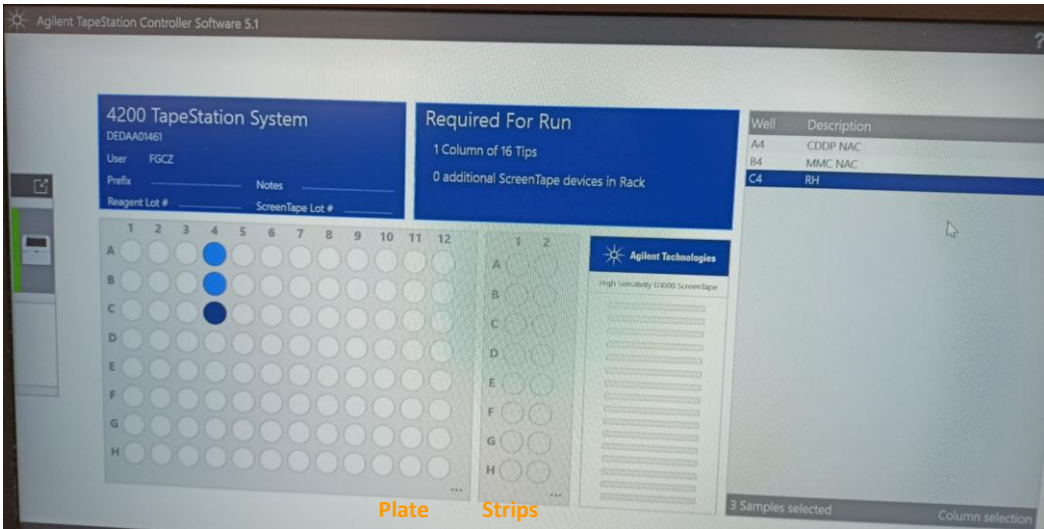 Agilent TapeStation Controller Software 5.1
?
4200 TapeStation System
DEDAA01461
User FGCZ
Prefix
Notes
Reagent Lot #
ScreenTape Lot #
Required For Run
1 Column of 16 Tips
0 additional ScreenTape devices in Rack
Well Description
A4 CDDP NAC
B4 MMC NAC
C4 RH
1 2 3 4 5 6 7 8 9 10 11 12
A
B
C
D
E
F
G
H
...
1 2
A
B
C
D
E
F
G
H
...
Agilent Technologies
High Sensitivity D1000 ScreenTape
3 Samples selected
Column selection
Plate Strips